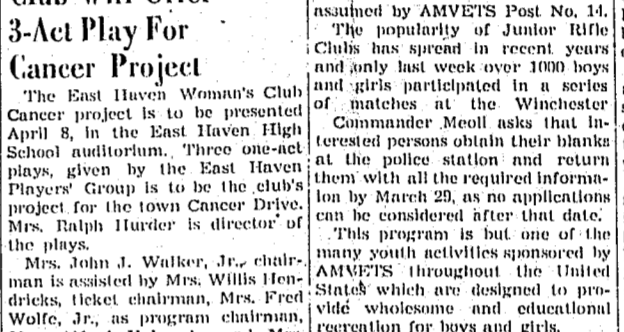 Club Will Offer
3-Act Play For
Cancer Project
The East Haven Woman's Club
Cancer project is to be presented
April 8, in the East Haven High
School auditorium. Three one-act
plays, given by the East Haven
Players' Group is to be the club's
project for the town Cancer Drive.
Mrs. Ralph Hurder is director of
the plays.
Mrs. John J. Walker, Jr., chair-
man is assisted by Mrs. Willis Hen-
dricks, ticket chairman, Mrs. Fred
Wolfe, Jr., as program chairman,
assumed by AMVETS Post No. 14.
The popularity of Junior Rifle
Clubs has spread in recent years
and only last week over 1000 boys
and girls participated in a series
of matches at the Winchester
Commander Meoll asks that in-
terested persons obtain their blanks
at the police station and return
them with all the required informa-
tion by March 29, as no applications
can be considered after that date.
This program is but one of the
many youth activities sponsored by
AMVETS throughout the United
States which are designed to pro-
vide wholesome and educational
recreation for boys and girls.